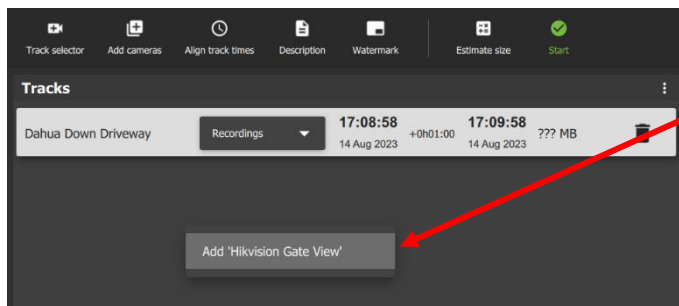 Track selector
Add cameras
Align track times
Description
Watermark
Estimate size
Start
Tracks
Dahua Down Driveway
Recordings
17:08:58
14 Aug 2023
+0h01:00
17:09:58
14 Aug 2023
??? MB
Add 'Hikvision Gate View'